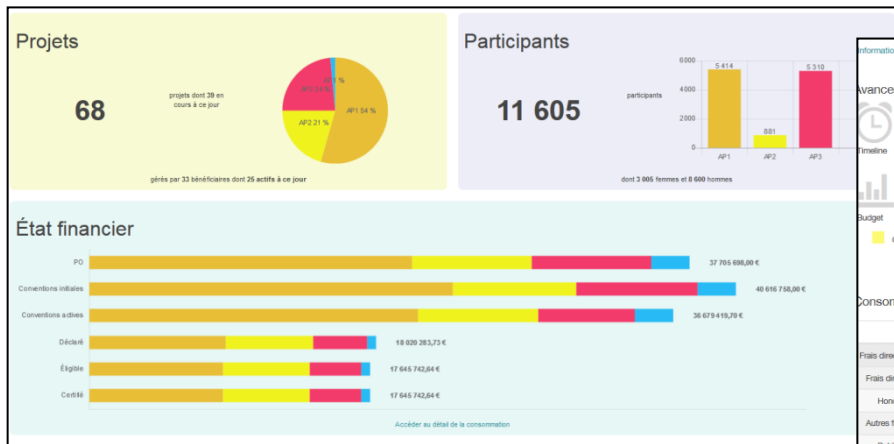 Projets
68
projets dont 39 en
cours à ce jour
AP1 54 %
AP2 21 %
gérés par 33 bénéficiaires dont 25 actifs à ce jour
Participants
11 605
participants
6000
4000
2000
0
5 414
881
5 310
AP1
AP2
AP3
dont 3 005 femmes et 8 600 hommes
État financier
PO
37 705 698,00 €
Conventions initiales
40 616 758,00 €
Conventions actives
36 679 419,70 €
Déclaré
18 020 283,73 €
Éligible
17 645 742,64 €
Certifié
17 645 742,64 €
Accéder au détail de la consommation
Informatio
Avance
Timeline
Budget
Consom
Frais direc
Frais dir
Hono
Autres t